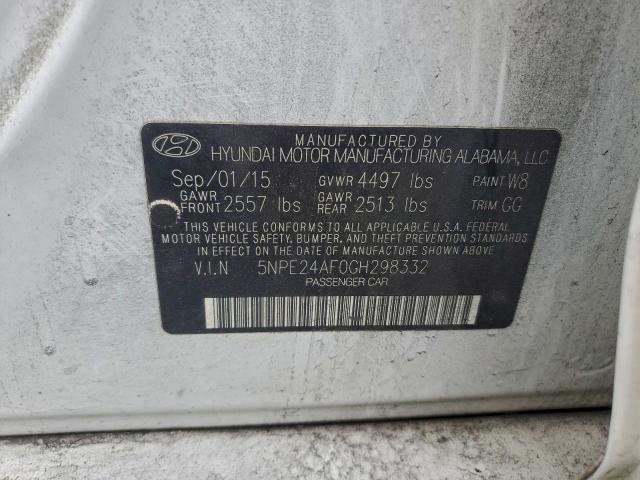 MANUFACTURED BY
HYUNDAI MOTOR MANUFACTURING ALABAMA, LLC
Sep/01/15 GVWR 4497 lbs PAINT W8
GAWR FRONT 2557 lbs GAWR REAR 2513 lbs TRIM GG
THIS VEHICLE CONFORMS TO ALL APPLICABLE U.S.A. FEDERAL
MOTOR VEHICLE SAFETY, BUMPER, AND THEFT PREVENTION STANDARDS
IN EFFECT ON THE DATE OF MANUFACTURE SHOWN ABOVE.
V.I.N 5NPE24AF0GH298332
PASSENGER CAR